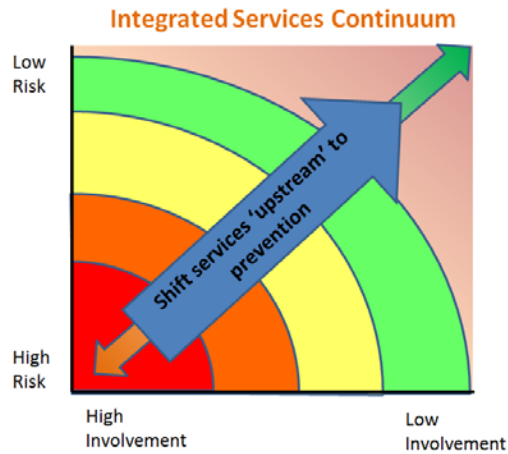 Integrated Services Continuum
Low
Risk
Shift services 'upstream' to
prevention
High
Risk
High
Involvement
Low
Involvement